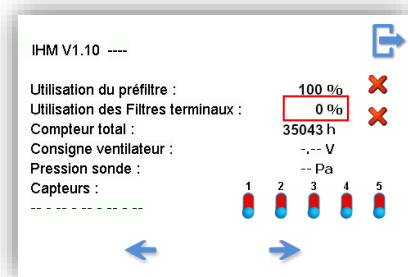 IHM V1.10 ----
Utilisation du préfiltre : 100 %
Utilisation des Filtres terminaux : 0 %
Compteur total : 35043 h
Consigne ventilateur : -.-- V
Pression sonde : -- Pa
Capteurs : 1 2 3 4 5
-- - -- - -- - -- - --